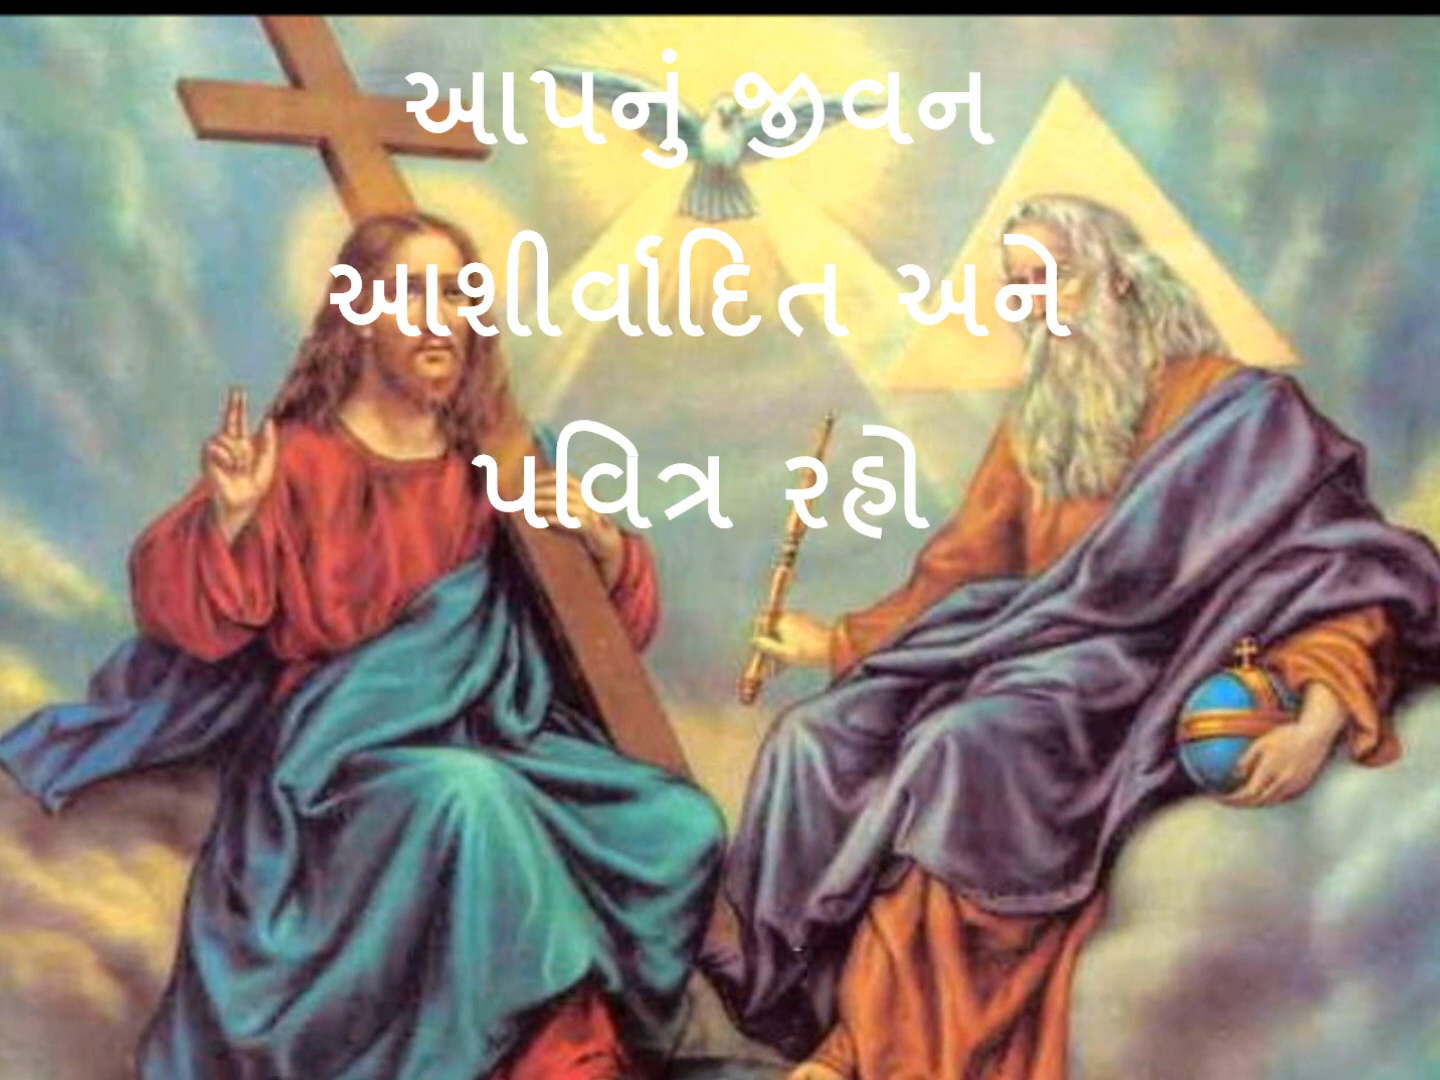 આપનું જીવન
આશીર્વાદિત અને
પવિત્ર રહો